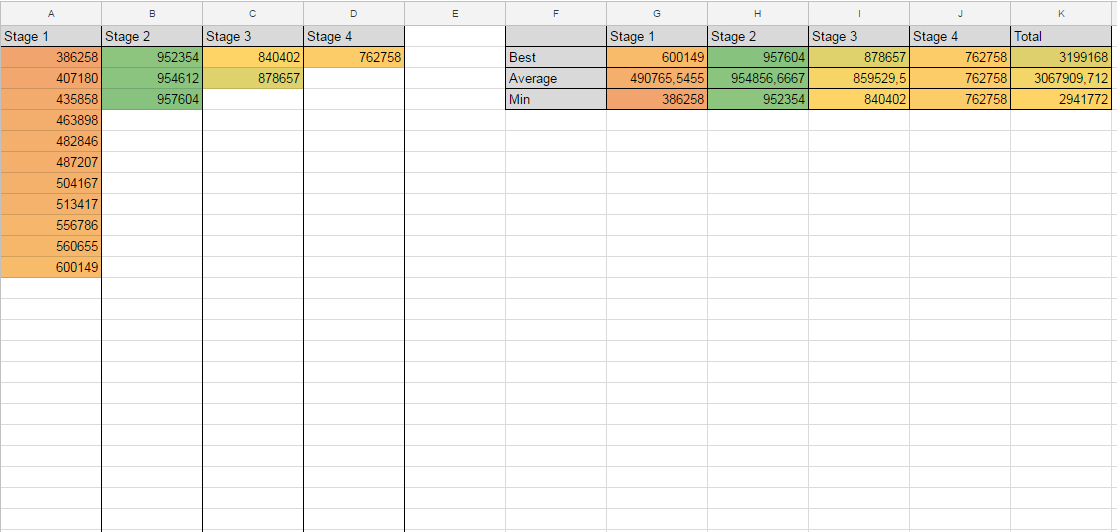 A B C D E F G H I J K
Stage 1 Stage 2 Stage 3 Stage 4 Stage 1 Stage 2 Stage 3 Stage 4 Total
386258 952354 840402 762758 Best 600149 957604 878657 762758 3199168
407180 954612 878657 Average 490765,5455 954856,6667 859529,5 762758 3067909,712
435858 957604 Min 386258 952354 840402 762758 2941772
463898
482846
487207
504167
513417
556786
560655
600149